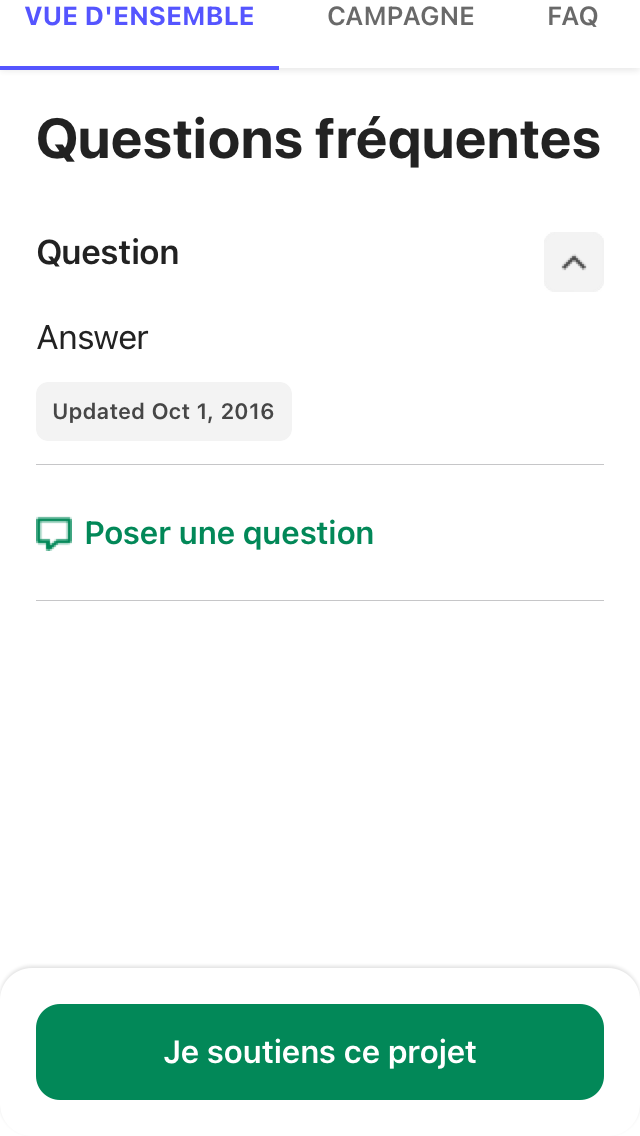 VUE D'ENSEMBLE CAMPAGNE FAQ
Questions fréquentes
Question
Answer
Updated Oct 1, 2016
Poser une question
Je soutiens ce projet